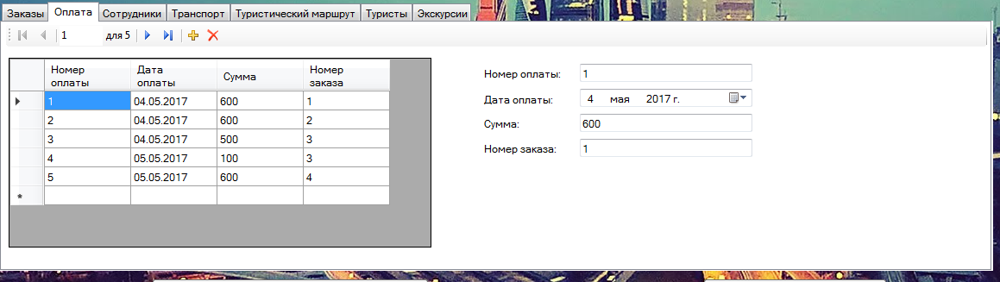 Заказы Оплата Сотрудники Транспорт Туристический маршрут Туристы Экскурсии
1 для 5
Номер оплаты Дата оплаты Сумма Номер заказа
1 04.05.2017 600 1
2 04.05.2017 600 2
3 04.05.2017 500 3
4 05.05.2017 100 3
5 05.05.2017 600 4
Номер оплаты: 1
Дата оплаты: 4 мая 2017 г.
Сумма: 600
Номер заказа: 1